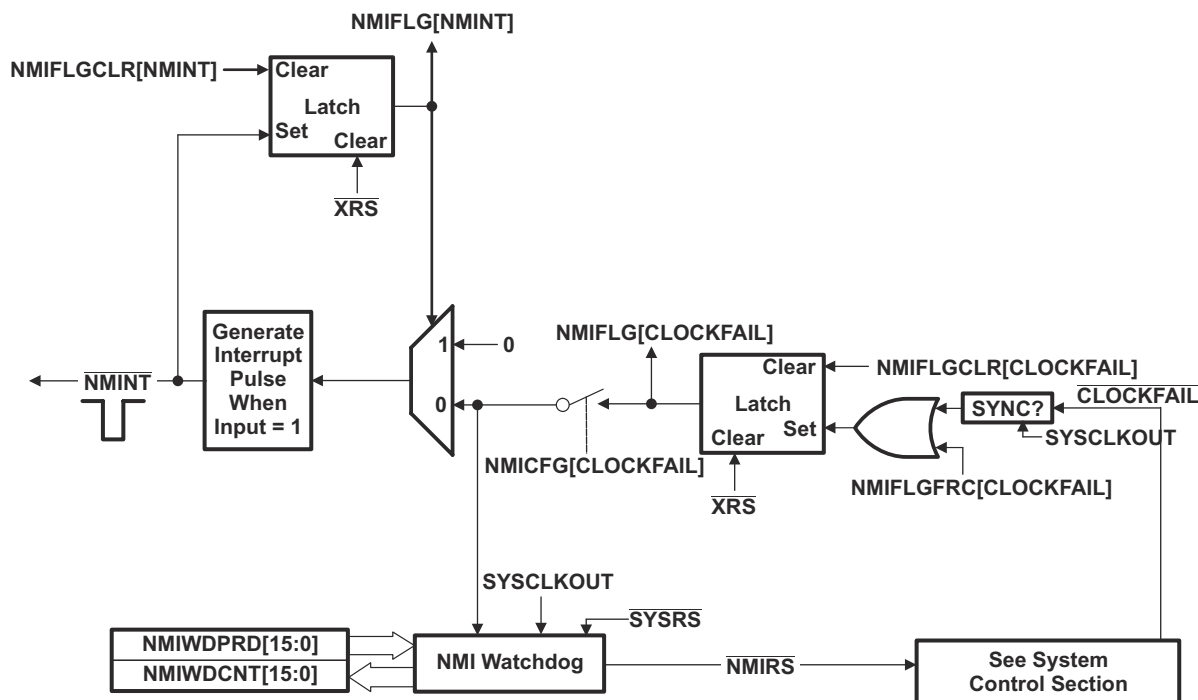 NMIFLG[NMINT]
NMIFLGCLR[NMINT]
Clear
Latch
Set
Clear
XRS
Generate
Interrupt
Pulse
When
Input = 1
NMINT
1
0
0
NMIFLG[CLOCKFAIL]
NMICFG[CLOCKFAIL]
Clear
Latch
Set
Clear
XRS
NMIFLGCLR[CLOCKFAIL]
CLOCKFAIL
SYNC?
SYSCLKOUT
NMIFLGFRC[CLOCKFAIL]
SYSCLKOUT
SYSRS
NMIWDPRD[15:0]
NMIWDCNT[15:0]
NMI Watchdog
NMIRS
See System
Control Section